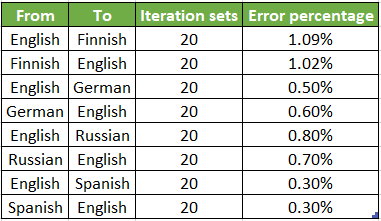 From To Iteration sets Error percentage
English Finnish 20 1.09%
Finnish English 20 1.02%
English German 20 0.50%
German English 20 0.60%
English Russian 20 0.80%
Russian English 20 0.70%
English Spanish 20 0.30%
Spanish English 20 0.30%